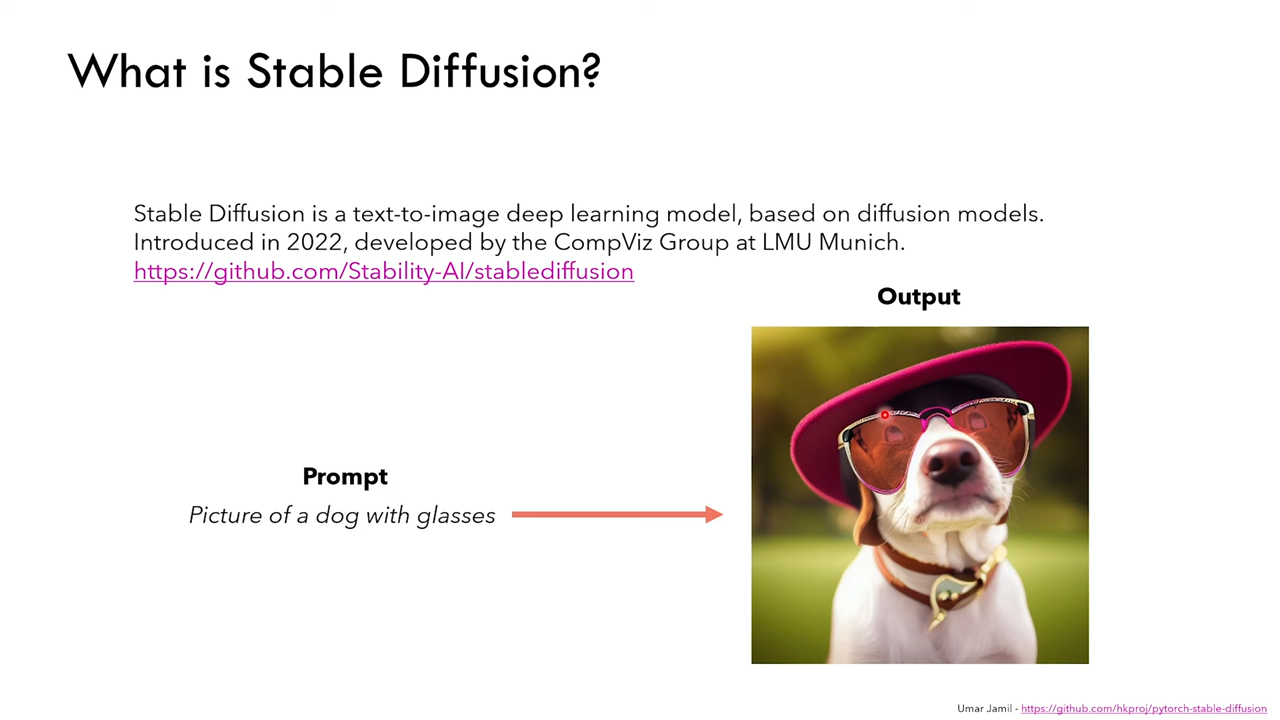 What is Stable Diffusion?
Stable Diffusion is a text-to-image deep learning model, based on diffusion models.
Introduced in 2022, developed by the CompViz Group at LMU Munich.
https://github.com/Stability-AI/stablediffusion
Output
Prompt
Picture of a dog with glasses
Umar Jamil - https://github.com/hkproj/pytorch-stable-diffusion